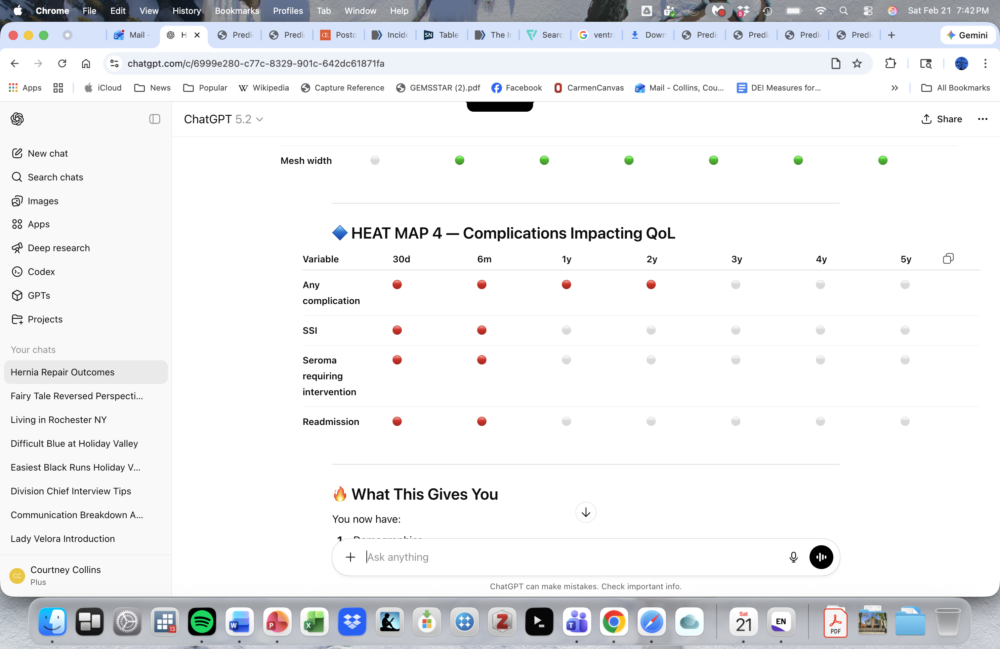 Chrome File Edit View History Bookmarks Profiles Tab Window Help 5 Sat Feb 21 7:42 PM
Mail - H Predi Predi Posto Incide SN Table The I Searc ventr Down Predi Predi Predi Predi Gemini
chatgpt.com/c/6999e280-c77c-8329-901c-642dc61871fa
Apps iCloud News Popular W Wikipedia Capture Reference GEMSSTAR (2).pdf Facebook CarmenCanvas Mail - Collins, Cou... DEI Measures for... All Bookmarks
ChatGPT 5.2 Share
New chat
Search chats
Images
Apps
Deep research
Codex
GPTs
Projects
Your chats
Hernia Repair Outcomes
Fairy Tale Reversed Perspecti...
Living in Rochester NY
Difficult Blue at Holiday Valley
Easiest Black Runs Holiday V...
Division Chief Interview Tips
Communication Breakdown A...
Lady Velora Introduction
CC Courtney Collins
Plus
Mesh width
HEAT MAP 4 — Complications Impacting QoL
Variable 30d 6m 1y 2y 3y 4y 5y
Any
complication
SSI
Seroma
requiring
intervention
Readmission
What This Gives You
You now have:
1. Demographics
Ask anything
ChatGPT can make mistakes. Check important info.
13 W P X Z T Sat 21 EN PDF